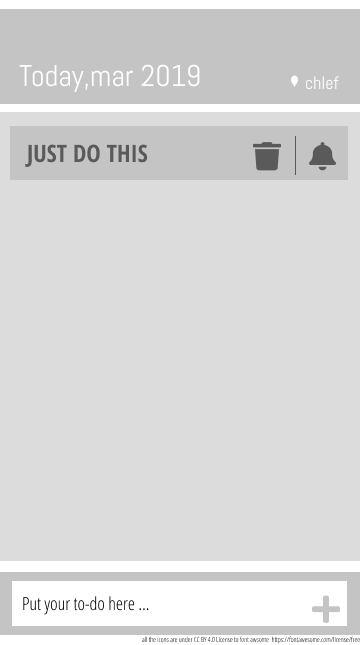 Today,mar 2019
chlef
JUST DO THIS
Put your to-do here ...
all the icons are under CC BY 4.0 License to font awsome https://fontawesome.com/license/free